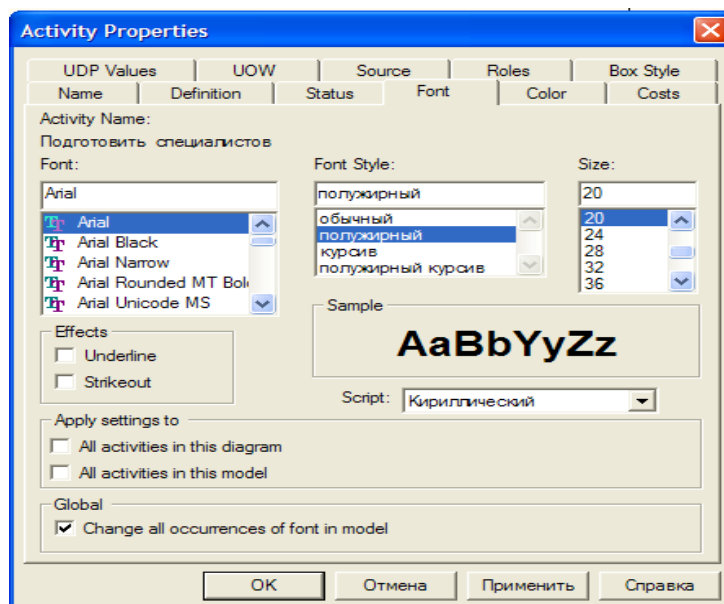 Activity Properties
UDP Values UOW Source Roles Box Style
Name Definition Status Font Color Costs
Activity Name:
Подготовить специалистов
Font: Font Style: Size:
Arial полужирный 20
Arial обычный 20
Arial Black полужирный 24
Arial Narrow курсив 28
Arial Rounded MT Bol полужирный курсив 32
Arial Unicode MS 36
Effects Sample
Underline AaBbYyZz
Strikeout
Script: Кириллический
Apply settings to
All activities in this diagram
All activities in this model
Global
Change all occurrences of font in model
OK Отмена Применить Справка